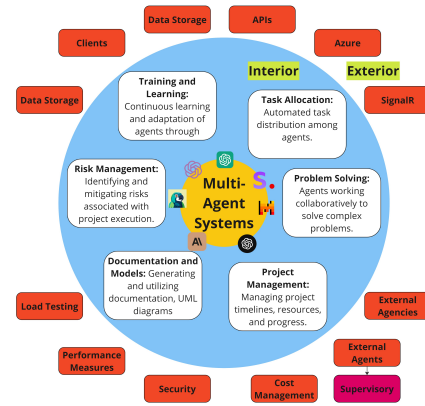 Data Storage
APIs
Clients
Azure
Interior
Exterior
Training and
Learning:
Continuous learning
and adaptation of
agents through
Data Storage
Task Allocation:
Automated task
distribution among
agents.
SignalR
Risk Management:
Identifying and
mitigating risks
associated with
project execution.
Multi-
Agent
Systems
S.
Problem Solving:
Agents working
collaboratively to
solve complex
problems.
A\
Documentation and
Models: Generating
and utilizing
documentation, UML
diagrams
Project
Management:
Managing project
timelines, resources,
and progress.
Load Testing
External
Agencies
Performance
Measures
External
Agents
Security
Cost
Management
Supervisory